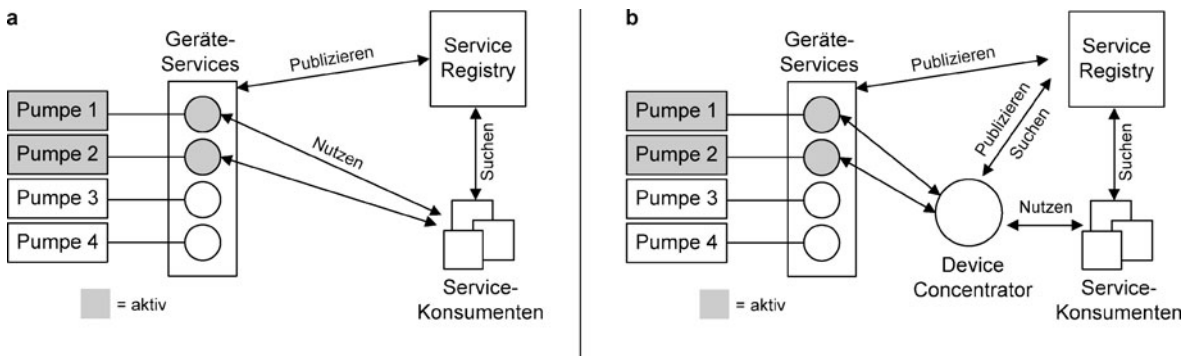 a
Geräte-
Services
Publizieren
Service
Registry
Pumpe 1
Pumpe 2
Pumpe 3
Pumpe 4
Nutzen
Suchen
Service-
Konsumenten
= aktiv
b
Geräte-
Services
Publizieren
Service
Registry
Pumpe 1
Pumpe 2
Pumpe 3
Pumpe 4
Publizieren
Suchen
Suchen
Nutzen
Device
Concentrator
Service-
Konsumenten
= aktiv